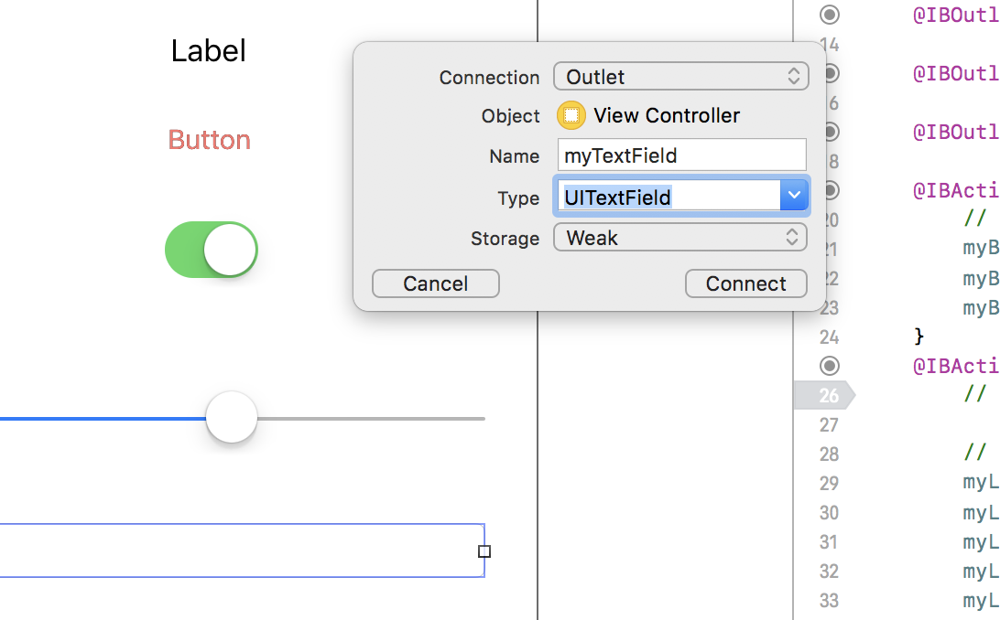 Label
Button
Connection Outlet
Object View Controller
Name myTextField
Type UITextField
Storage Weak
Cancel Connect
@IBOutl
14
@IBOutl
6
@IBOutl
8
@IBActi
20 //
21 myB
22 myB
23 myB
24 }
@IBActi
26 //
27
28 //
29 myL
30 myL
31 myL
32 myL
33 myL